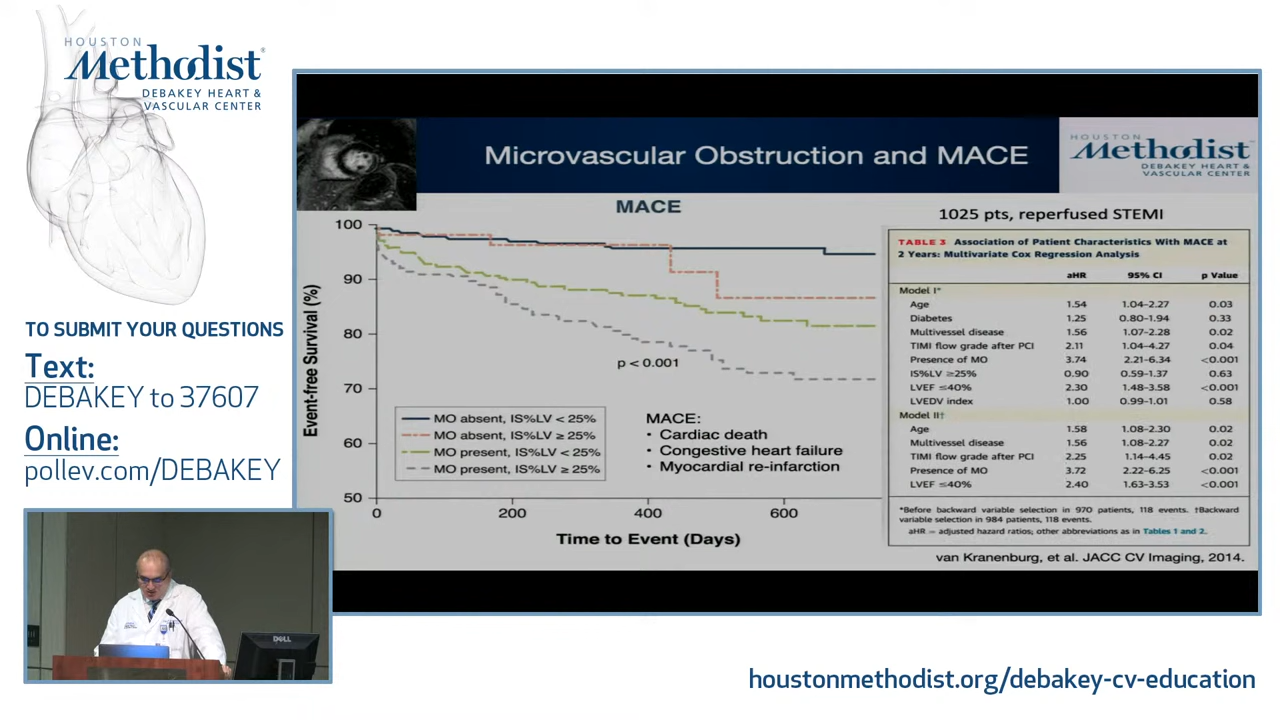 HOUSTON
Methodist®
DEBAKEY HEART &
VASCULAR CENTER
TO SUBMIT YOUR QUESTIONS
Text:
DEBAKEY to 37607
Online:
pollev.com/DEBAKEY
Microvascular Obstruction and MACE
HOUSTON
Methodist
DEBAKEY HEART &
VASCULAR CENTER
MACE
Event-free Survival (%)
100
90
80
70
60
50
0
200
400
600
Time to Event (Days)
p < 0.001
MO absent, IS%LV < 25%
MO absent, IS%LV ≥ 25%
MO present, IS%LV < 25%
MO present, IS%LV ≥ 25%
MACE:
• Cardiac death
• Congestive heart failure
• Myocardial re-infarction
1025 pts, reperfused STEMI
TABLE 3 Association of Patient Characteristics With MACE at
2 Years: Multivariate Cox Regression Analysis
aHR 95% CI p Value
Model I*
Age 1.54 1.04-2.27 0.03
Diabetes 1.25 0.80-1.94 0.33
Multivessel disease 1.56 1.07-2.28 0.02
TIMI flow grade after PCI 2.11 1.04-4.27 0.04
Presence of MO 3.74 2.21-6.34 <0.001
IS%LV ≥25% 0.90 0.59-1.37 0.63
LVEF ≤40% 2.30 1.48-3.58 <0.001
LVEDV index 1.00 0.99-1.01 0.58
Model II†
Age 1.58 1.08-2.30 0.02
Multivessel disease 1.56 1.08-2.27 0.02
TIMI flow grade after PCI 2.25 1.14-4.45 0.02
Presence of MO 3.72 2.22-6.25 <0.001
LVEF ≤40% 2.40 1.63-3.53 <0.001
*Before backward variable selection in 970 patients, 118 events. †Backward
variable selection in 984 patients, 118 events.
aHR = adjusted hazard ratios; other abbreviations as in Tables 1 and 2.
van Kranenburg, et al. JACC CV Imaging, 2014.
DELL
houstonmethodist.org/debakey-cv-education